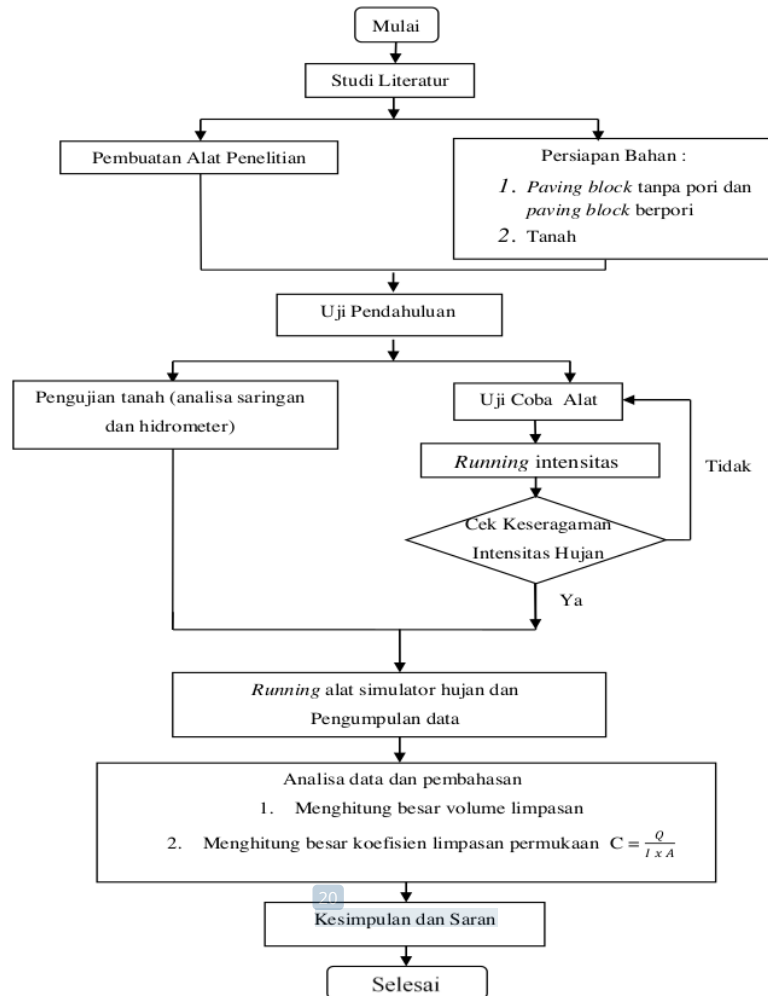 Mulai
Studi Literatur
Pembuatan Alat Penelitian
Persiapan Bahan :
1. Paving block tanpa pori dan
paving block berpori
2. Tanah
Uji Pendahuluan
Pengujian tanah (analisa saringan
dan hidrometer)
Uji Coba Alat
Running intensitas
Tidak
Cek Keseragaman
Intensitas Hujan
Ya
Running alat simulator hujan dan
Pengumpulan data
Analisa data dan pembahasan
1. Menghitung besar volume limpasan
2. Menghitung besar koefisien limpasan permukaan C = Q / I x A
20
Kesimpulan dan Saran
Selesai